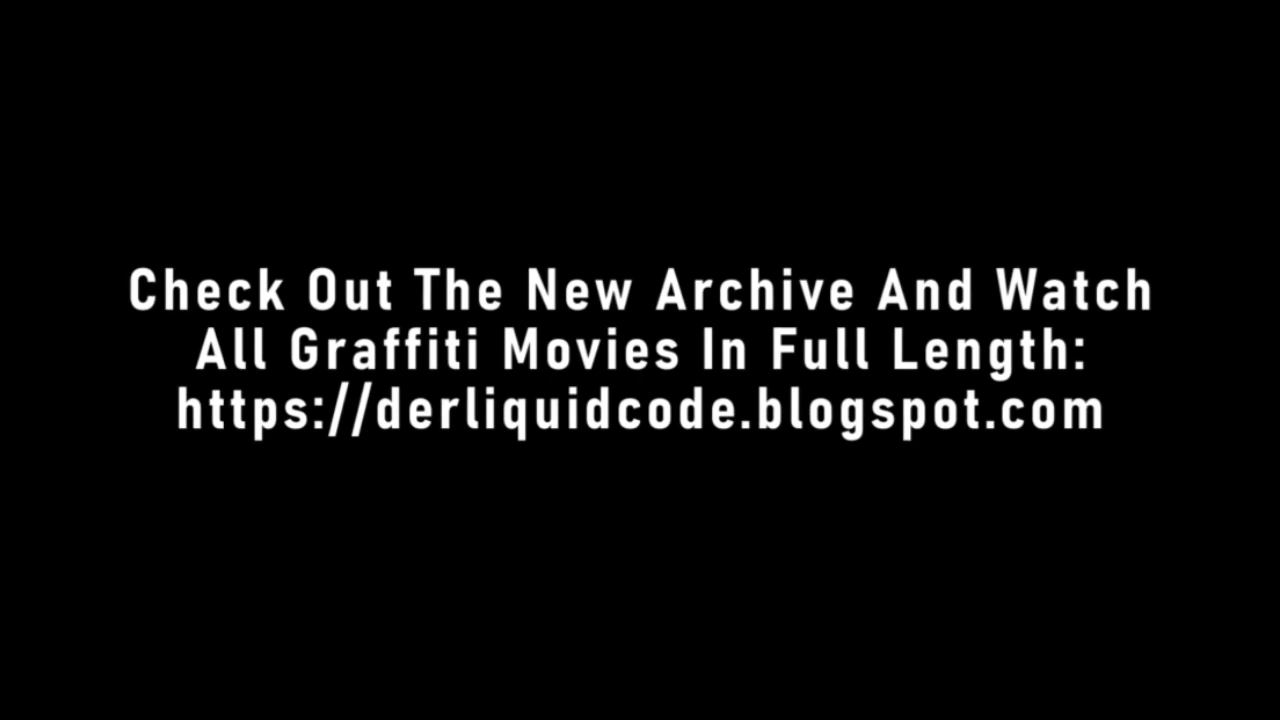 Check Out The New Archive And Watch
All Graffiti Movies In Full Length:
https://derliquidcode.blogspot.com